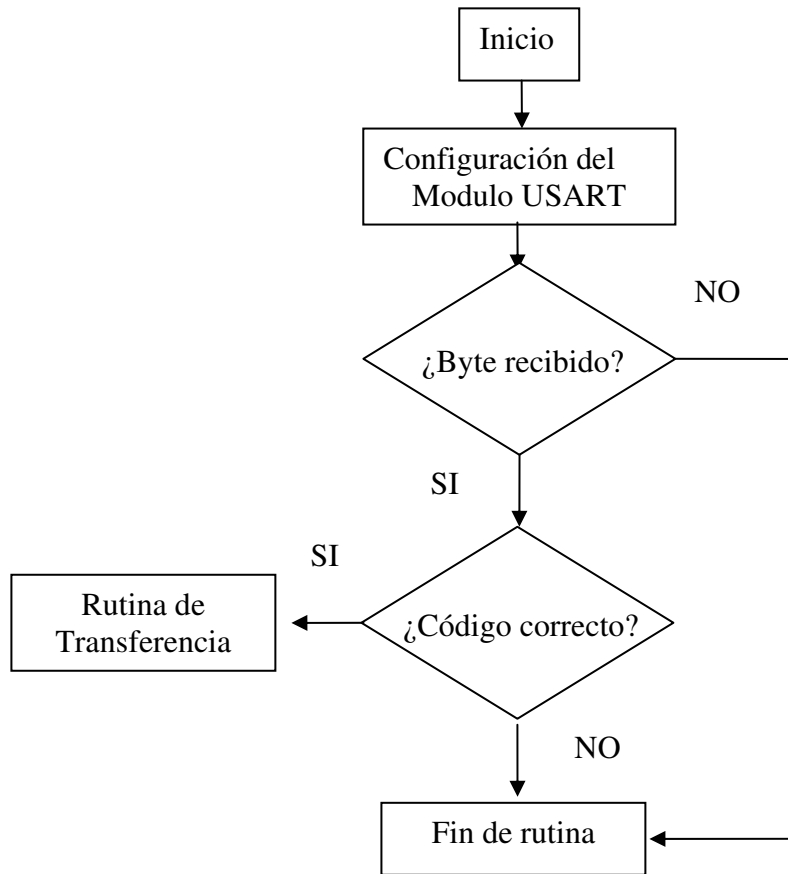 Inicio
Configuración del
Modulo USART
NO
¿Byte recibido?
SI
SI
Rutina de
Transferencia
¿Código correcto?
NO
Fin de rutina